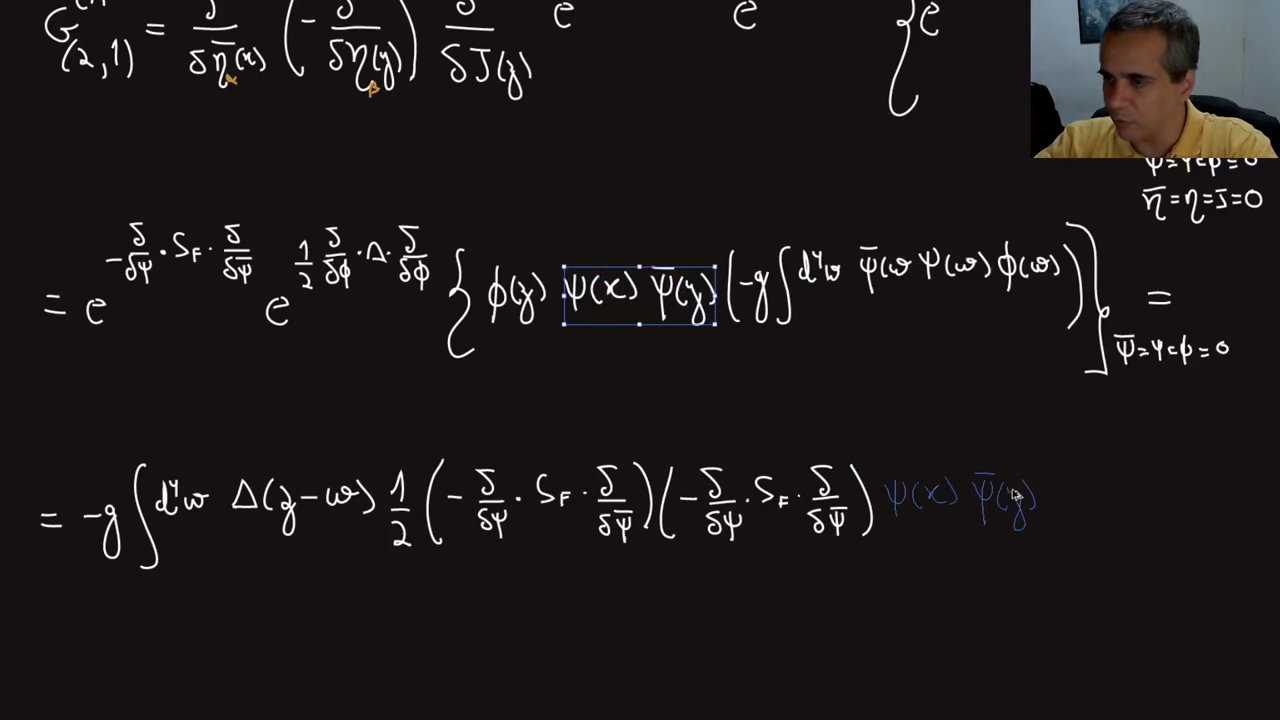 G(2,1) = δ/δη̄(x) (- δ/δη(y)) δ/δJ(z) e e { e
α β
ψ̄=ψ=φ=0
η̄=η=J=0
= e^{-δ/δψ · S_F · δ/δψ̄} e^{1/2 δ/δφ · Δ · δ/δφ} { φ(z) ψ(x) ψ̄(y) (-g ∫ d⁴w ψ̄(w ψ(w) φ(w)) } =
ψ̄=ψ=φ=0
= -g ∫ d⁴w Δ(z-w) 1/2 (- δ/δψ · S_F · δ/δψ̄)(- δ/δψ · S_F · δ/δψ̄) ψ(x) ψ̄(y)